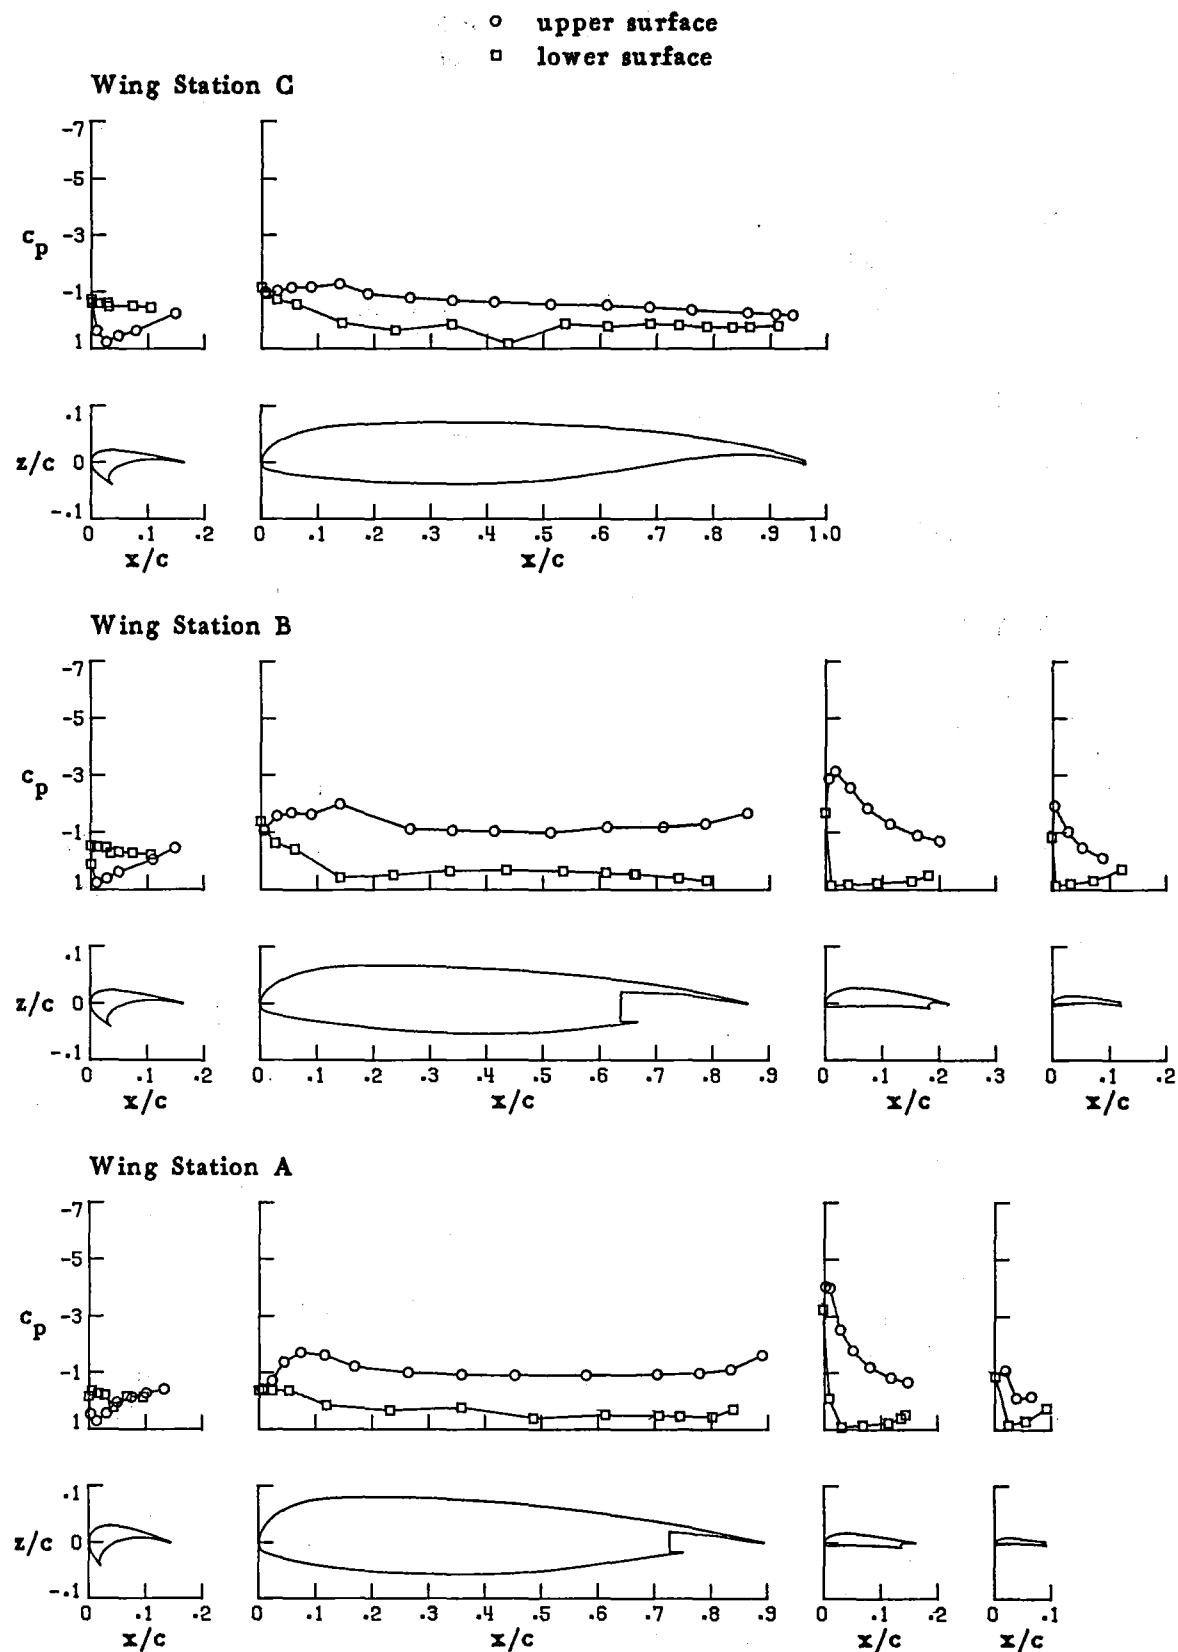 upper surface
lower surface
Wing Station C
-7
-5
c_p -3
-1
1
.1
z/c 0
-.1
0 .1 .2 0 .1 .2 .3 .4 .5 .6 .7 .8 .9 1.0
x/c x/c
Wing Station B
-7
-5
c_p -3
-1
1
.1
z/c 0
-.1
0 .1 .2 0 .1 .2 .3 .4 .5 .6 .7 .8 .9 0 .1 .2 .3 0 .1 .2
x/c x/c x/c x/c
Wing Station A
-7
-5
c_p -3
-1
1
.1
z/c 0
-.1
0 .1 .2 0 .1 .2 .3 .4 .5 .6 .7 .8 .9 0 .1 .2 0 .1
x/c x/c x/c x/c